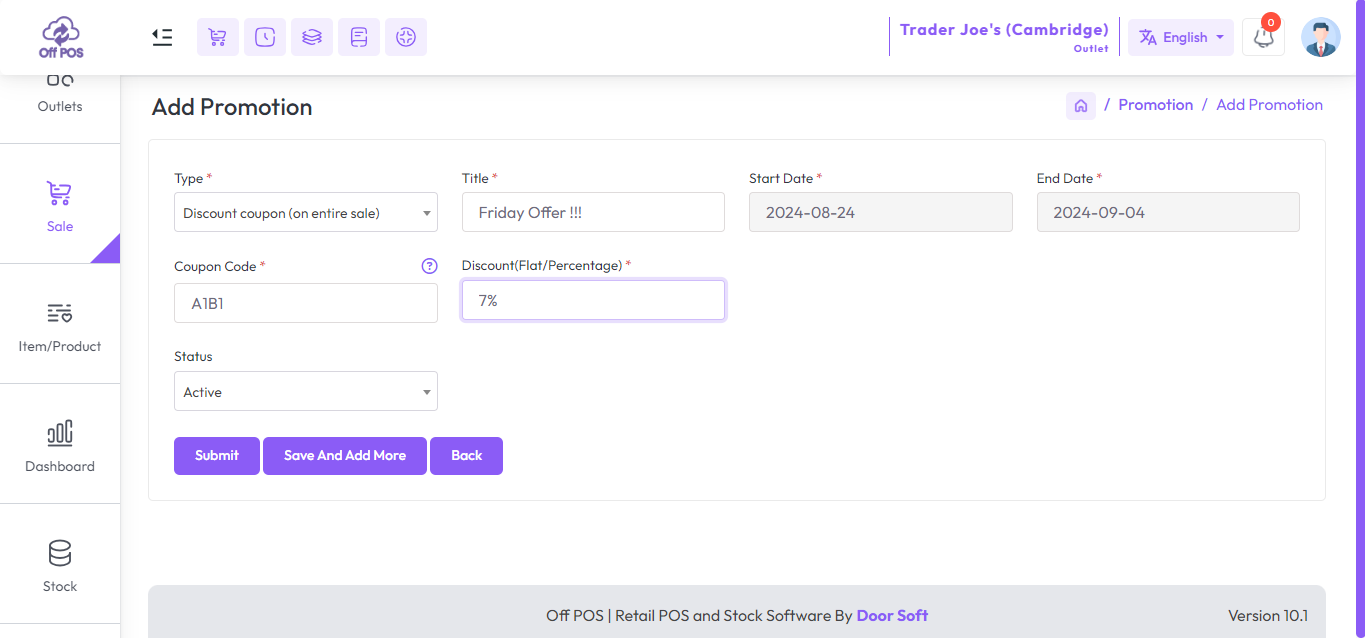 Off POS
Trader Joe's (Cambridge)
Outlet
English
0
Outlets
Sale
Item/Product
Dashboard
Stock
Add Promotion
/ Promotion / Add Promotion
Type * Title * Start Date * End Date *
Discount coupon (on entire sale) Friday Offer !!! 2024-08-24 2024-09-04
Coupon Code * ? Discount(Flat/Percentage) *
A1B1 7%
Status
Active
Submit Save And Add More Back
Off POS | Retail POS and Stock Software By Door Soft Version 10.1